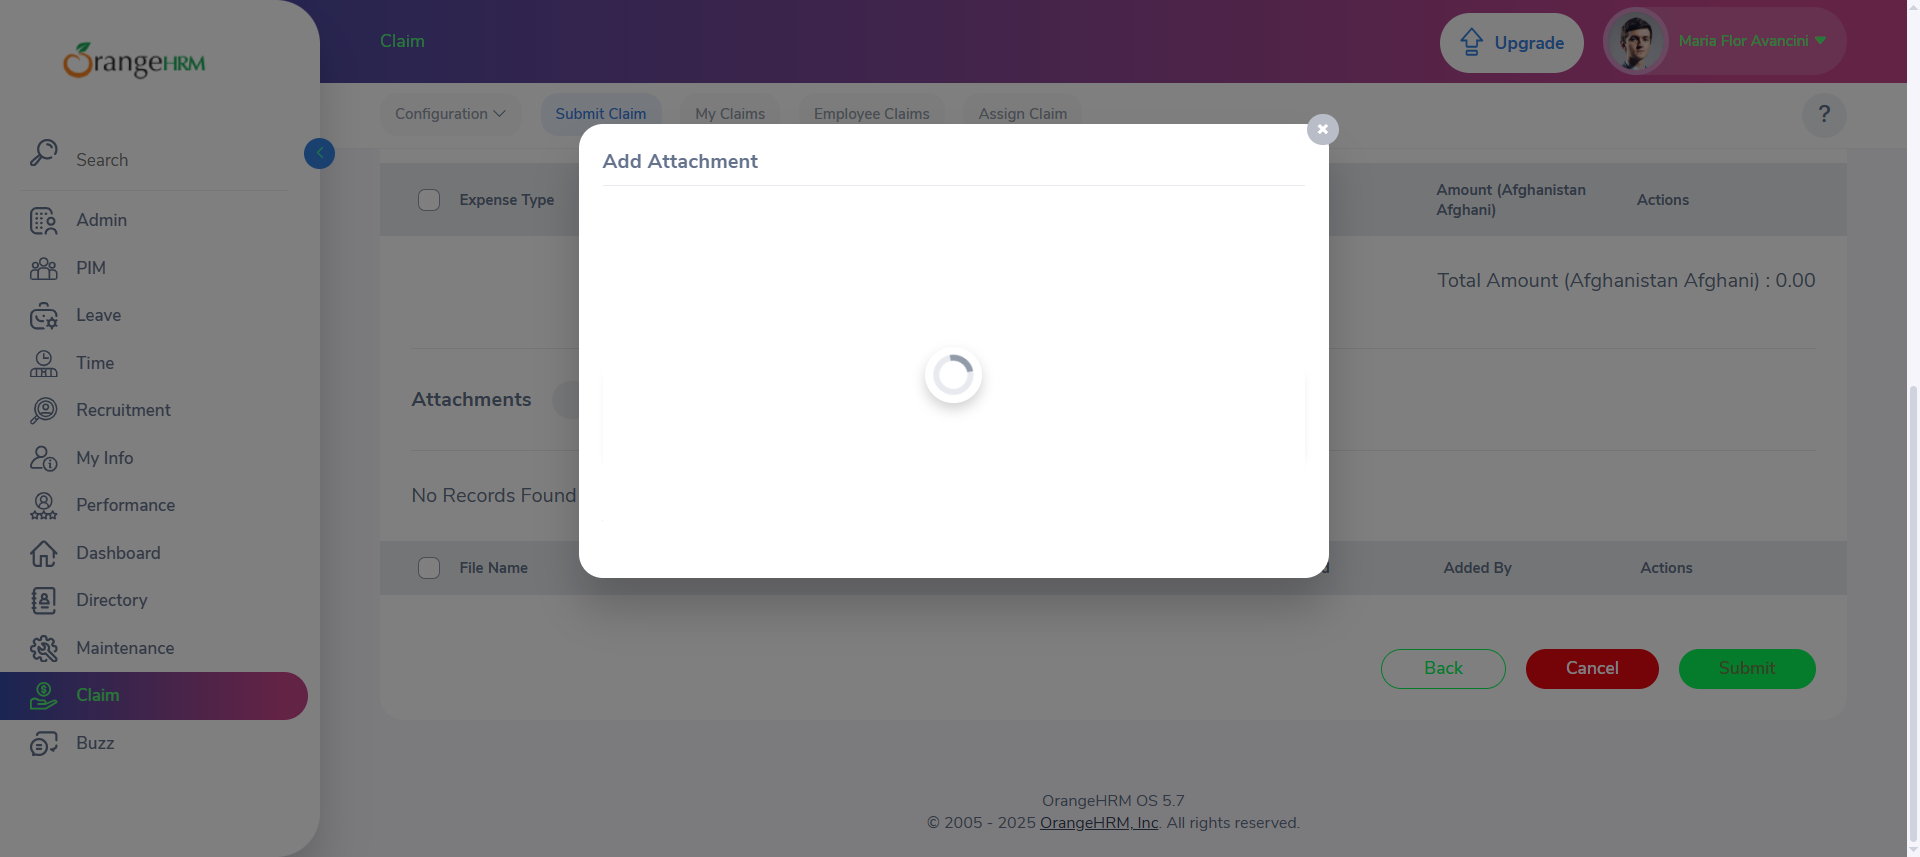 OrangeHRM
Claim
Upgrade
Maria Flor Avancini
Configuration
Submit Claim
My Claims
Employee Claims
Assign Claim
?
Search
Admin
PIM
Leave
Time
Recruitment
My Info
Performance
Dashboard
Directory
Maintenance
Claim
Buzz
Add Attachment
Expense Type
Amount (Afghanistan
Afghani)
Actions
Total Amount (Afghanistan Afghani) : 0.00
Attachments
No Records Found
File Name
Added By
Actions
Back
Cancel
Submit
OrangeHRM OS 5.7
© 2005 - 2025 OrangeHRM, Inc. All rights reserved.